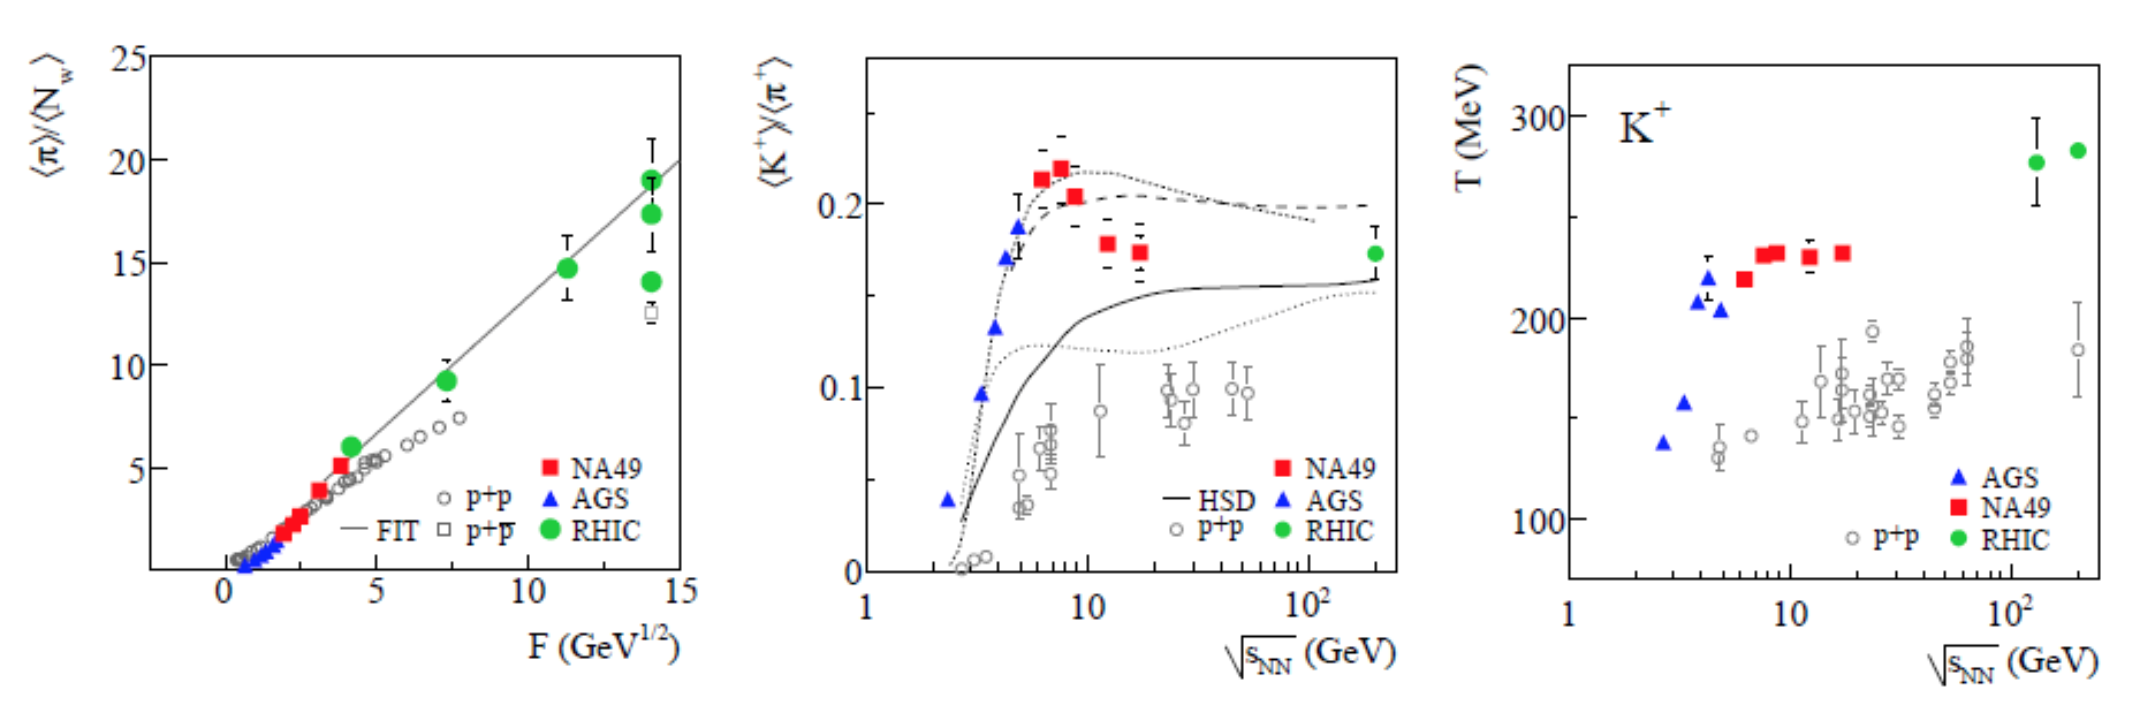 ⟨π⟩/⟨N_w⟩
25
20
15
10
5
0
5
10
15
F (GeV^1/2)
NA49
p+p
AGS
FIT
p+p̅
RHIC
⟨K^+⟩/⟨π^+⟩
0.2
0.1
0
1
10
10^2
√s_NN (GeV)
NA49
HSD
AGS
p+p
RHIC
T (MeV)
K^+
300
200
100
1
10
10^2
√s_NN (GeV)
AGS
NA49
p+p
RHIC